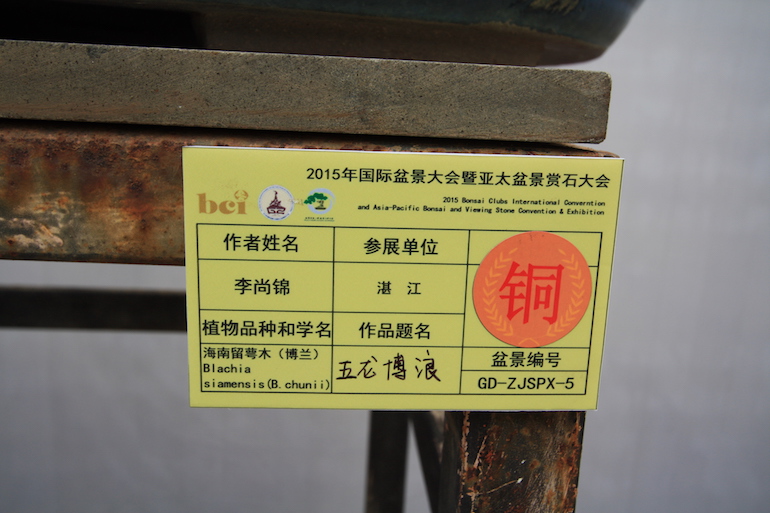 2015年国际盆景大会暨亚太盆景赏石大会
bci
2015 Bonsai Clubs International Converntion
and Asia-Pacific Bonsai and Viewing Stone Convention & Exhibition
作者姓名 参展单位
李尚锦 湛江
铜
植物品种和学名 作品题名
海南留萼木（博兰）
Blachia
siamensis(B.chunii)
五龙博浪
盆景编号
GD-ZJSPX-5